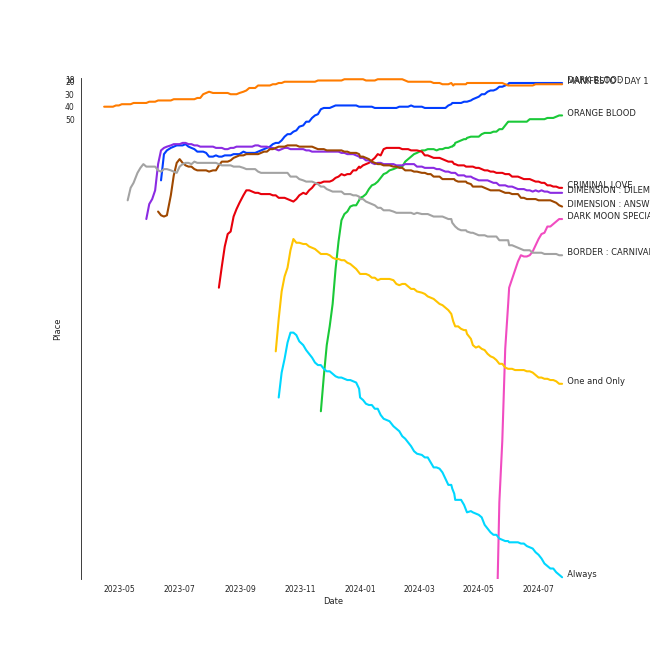 10
20
30
40
50
DARK BLOOD
MANIFESTO : DAY 1
ORANGE BLOOD
CRIMINAL LOVE
DIMENSION : DILEM
DIMENSION : ANSW
DARK MOON SPECIA
BORDER : CARNIVAL
One and Only
Always
Place
2023-05
2023-07
2023-09
2023-11
2024-01
2024-03
2024-05
2024-07
Date